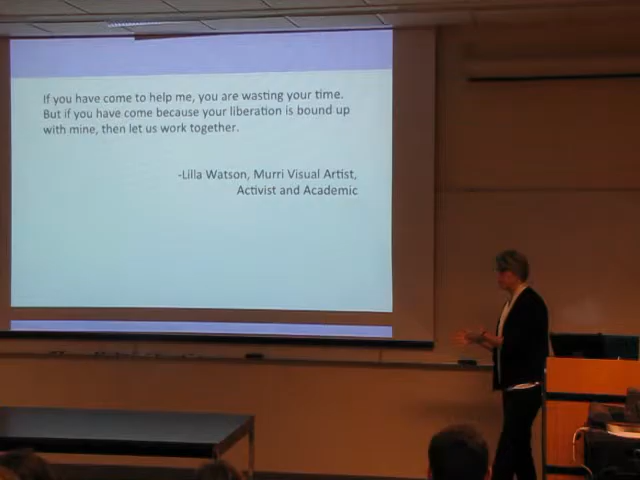 If you have come to help me, you are wasting your time.
But if you have come because your liberation is bound up
with mine, then let us work together.
-Lilla Watson, Murri Visual Artist,
Activist and Academic